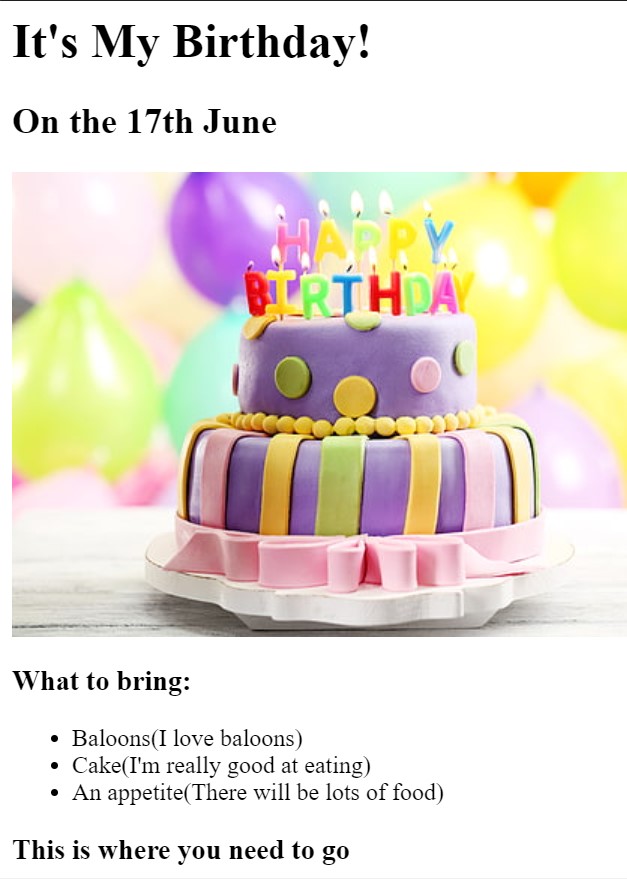 It's My Birthday!
On the 17th June
HAPPY
BIRTHDAY
What to bring:
Baloons(I love baloons)
Cake(I'm really good at eating)
An appetite(There will be lots of food)
This is where you need to go